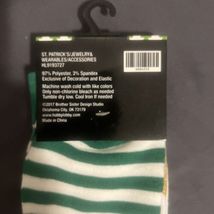 ST. PATRICK'S/JEWELRY&
WEARABLES/ACCESSORIES
HL9193727
97% Polyester, 3% Spandex
Exclusive of Decoration and Elastic
Machine wash cold with like colors
Only non-chlorine bleach as needed
Tumble dry low. Cool Iron if Needed
©2017 Brother Sister Design Studio
Oklahoma City, OK 73179
www.hobbylobby.com
Made in China